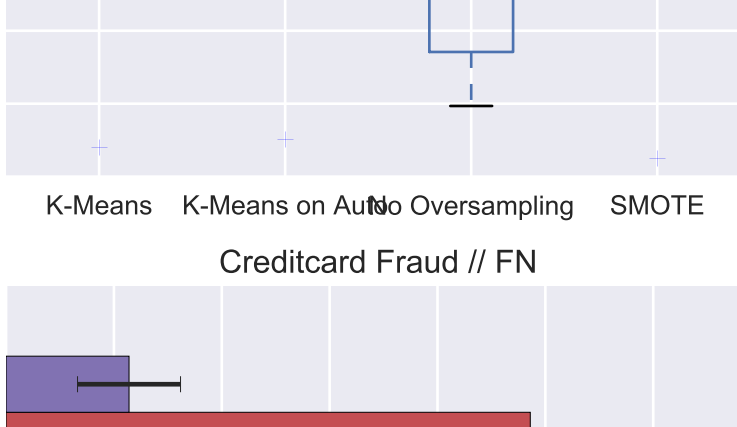 K-Means K-Means on Auto No Oversampling SMOTE
Creditcard Fraud // FN